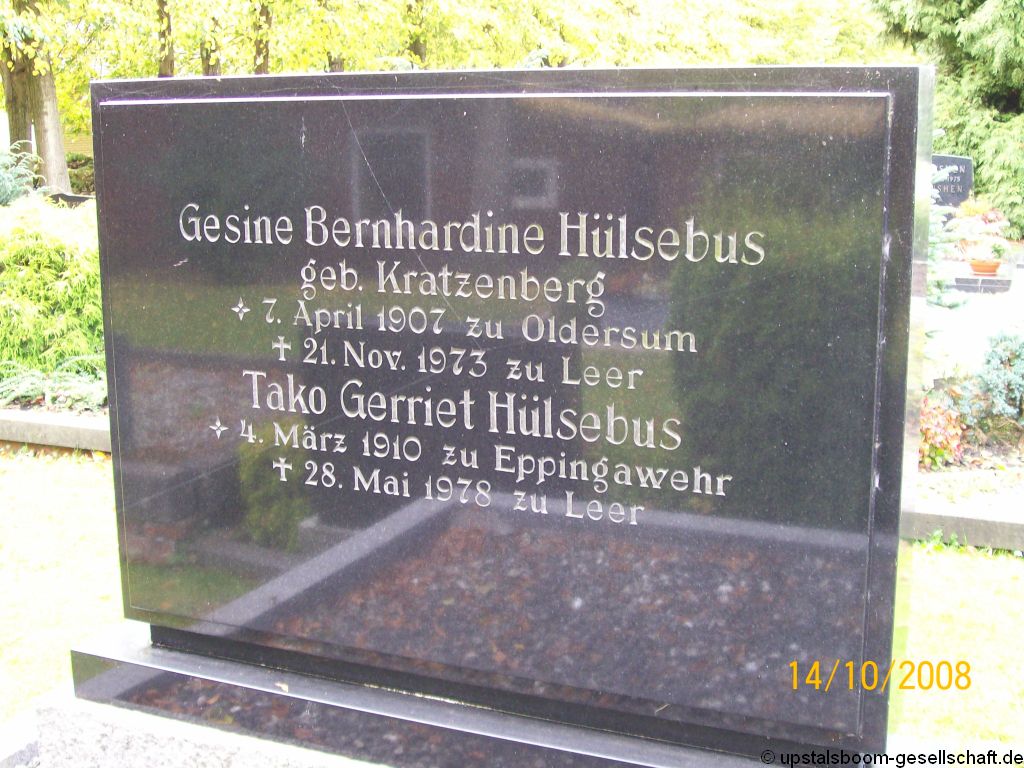 Gesine Bernhardine Hülsebus
geb. Kratzenberg
7. April 1907 zu Oldersum
† 21. Nov. 1973 zu Leer
Tako Gerriet Hülsebus
4. März 1910 zu Eppingawehr
† 28. Mai 1978 zu Leer
14/10/2008
© upstalsboom-gesellschaft.de